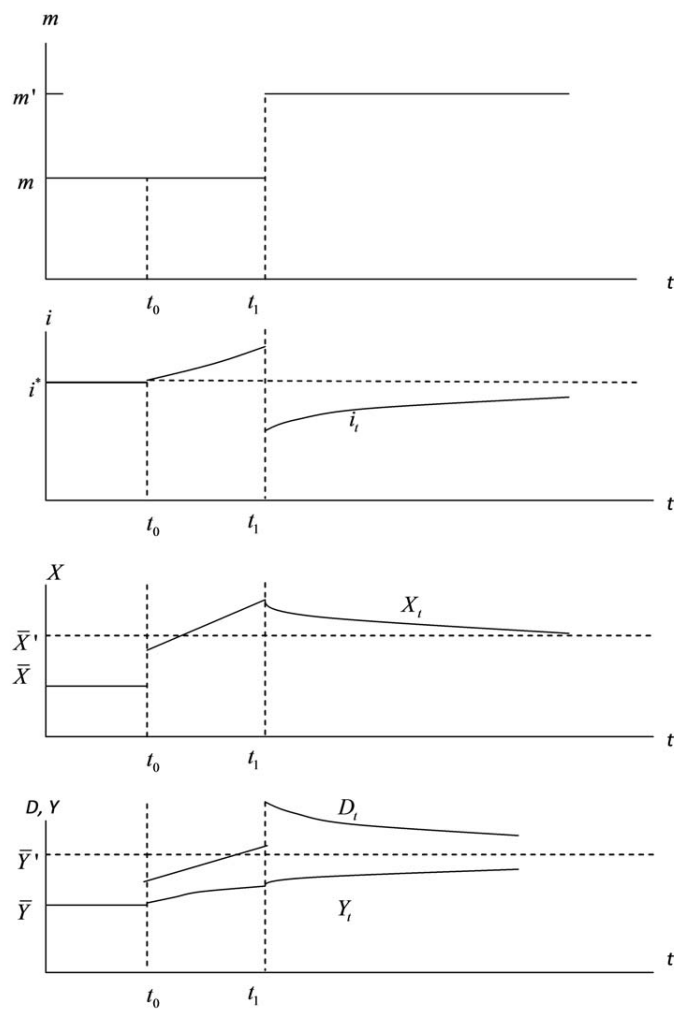 m
m'
m
t₀ t₁ t
i
i*
iₜ
t₀ t₁ t
X
Xₜ
X̄'
X̄
t₀ t₁ t
D, Y
Dₜ
Ȳ'
Ȳ
Yₜ
t₀ t₁ t